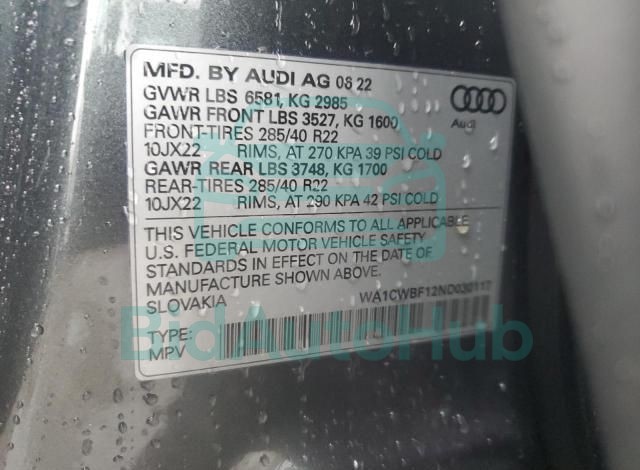 MFD. BY AUDI AG 08 22
GVWR LBS 6581, KG 2985
GAWR FRONT LBS 3527, KG 1600
FRONT-TIRES 285/40 R22
10JX22 RIMS, AT 270 KPA 39 PSI COLD
GAWR REAR LBS 3748, KG 1700
REAR-TIRES 285/40 R22
10JX22 RIMS, AT 290 KPA 42 PSI COLD
Audi
THIS VEHICLE CONFORMS TO ALL APPLICABLE
U.S. FEDERAL MOTOR VEHICLE SAFETY
STANDARDS IN EFFECT ON THE DATE OF
MANUFACTURE SHOWN ABOVE.
SLOVAKIA WA1CWBF12ND030117
TYPE:
MPV
BidAutoHub